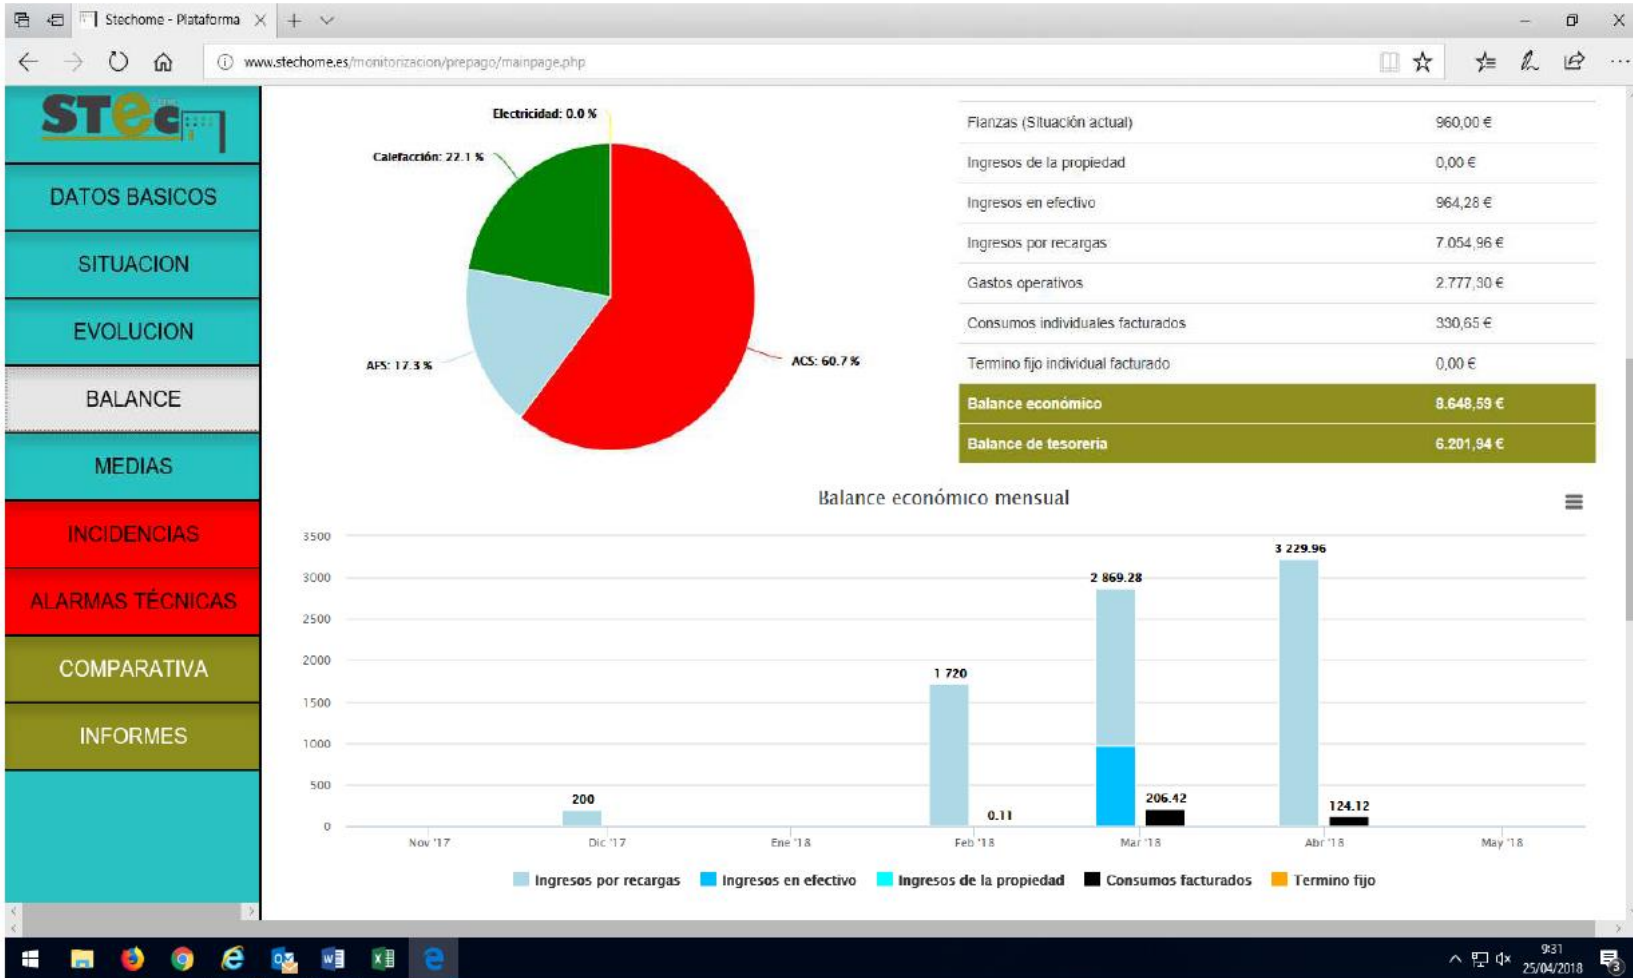 Stechome - Plataforma
www.stechome.es/monitorizacion/prepago/mainpage.php
STec
DATOS BASICOS
SITUACION
EVOLUCION
BALANCE
MEDIAS
INCIDENCIAS
ALARMAS TÉCNICAS
COMPARATIVA
INFORMES
Electricidad: 0.0 %
Calefacción: 22.1 %
AFS: 17.3 %
ACS: 60.7 %
Fianzas (Situación actual) 960,00 €
Ingresos de la propiedad 0,00 €
Ingresos en efectivo 964,28 €
Ingresos por recargas 7.054,96 €
Gastos operativos 2.777,30 €
Consumos individuales facturados 330,65 €
Termino fijo individual facturado 0,00 €
Balance económico 8.648,59 €
Balance de tesorería 6.201,94 €
Balance económico mensual
3500
3000
2500
2000
1500
1000
500
0
200
1 720
0.11
2 869.28
206.42
3 229.96
124.12
Nov '17 Dic '17 Ene '18 Feb '18 Mar '18 Abr '18 May '18
Ingresos por recargas Ingresos en efectivo Ingresos de la propiedad Consumos facturados Termino fijo
9:31
25/04/2018
3